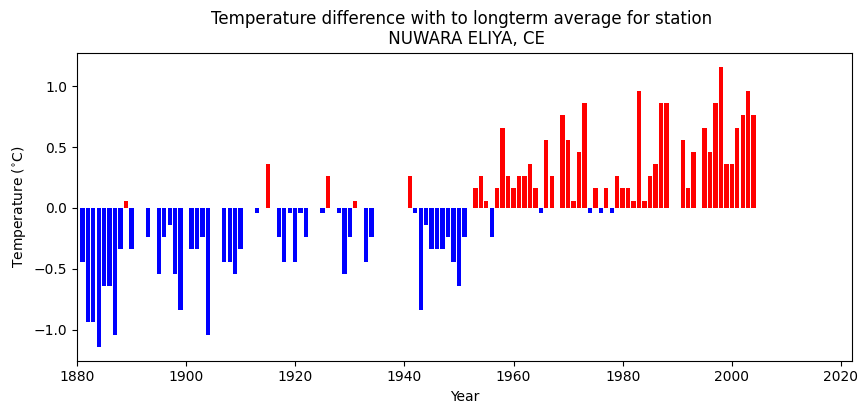 Temperature difference with to longterm average for station
NUWARA ELIYA, CE
1.0
0.5
0.0
−0.5
−1.0
Temperature (°C)
1880 1900 1920 1940 1960 1980 2000 2020
Year